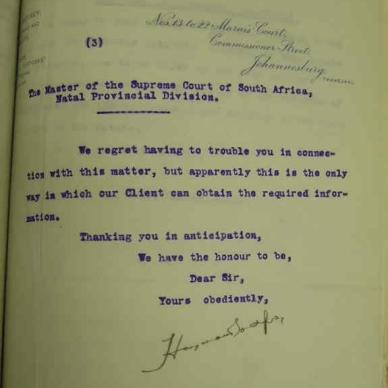 Nos. 13 to 22 Marais Court,
Commissioner Street,
Johannesburg,
(3)
The Master of the Supreme Court of South Africa,
Natal Provincial Division.
We regret having to trouble you in connec-
tion with this matter, but apparently this is the only
way in which our Client can obtain the required infor-
mation.
Thanking you in anticipation,
We have the honour to be,
Dear Sir,
Yours obediently,